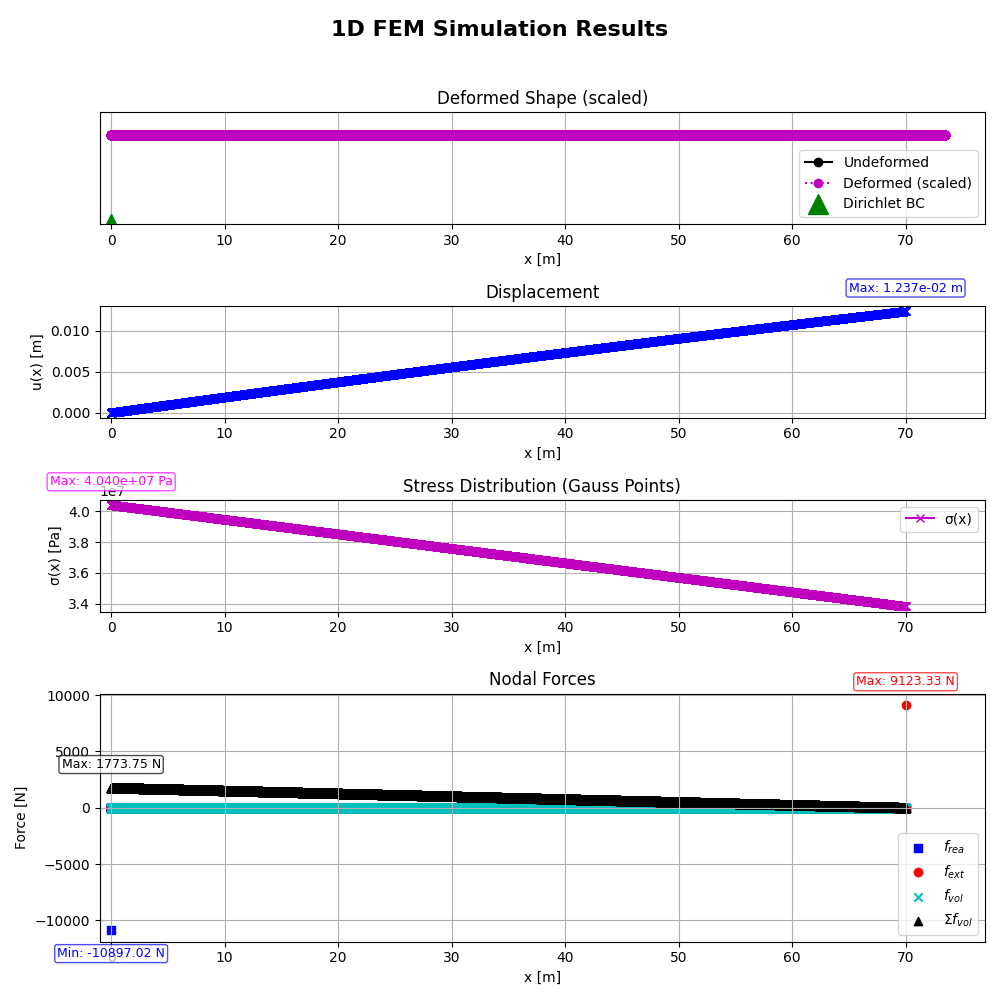 1D FEM Simulation Results
Deformed Shape (scaled)
Undeformed
Deformed (scaled)
Dirichlet BC
0 10 20 30 40 50 60 70
x [m]
Displacement
Max: 1.237e-02 m
u(x) [m]
0.010
0.005
0.000
0 10 20 30 40 50 60 70
x [m]
Max: 4.040e+07 Pa
1e7
Stress Distribution (Gauss Points)
σ(x) [Pa]
σ(x)
4.0
3.8
3.6
3.4
0 10 20 30 40 50 60 70
x [m]
Nodal Forces
Max: 9123.33 N
Max: 1773.75 N
Force [N]
10000
5000
0
−5000
−10000
f_rea
f_ext
f_vol
Σf_vol
Min: -10897.02 N
0 10 20 30 40 50 60 70
x [m]